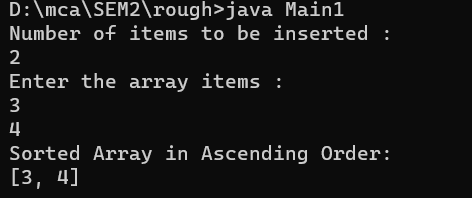 D:\mca\SEM2\rough>java Main1
Number of items to be inserted :
2
Enter the array items :
3
4
Sorted Array in Ascending Order:
[3, 4]